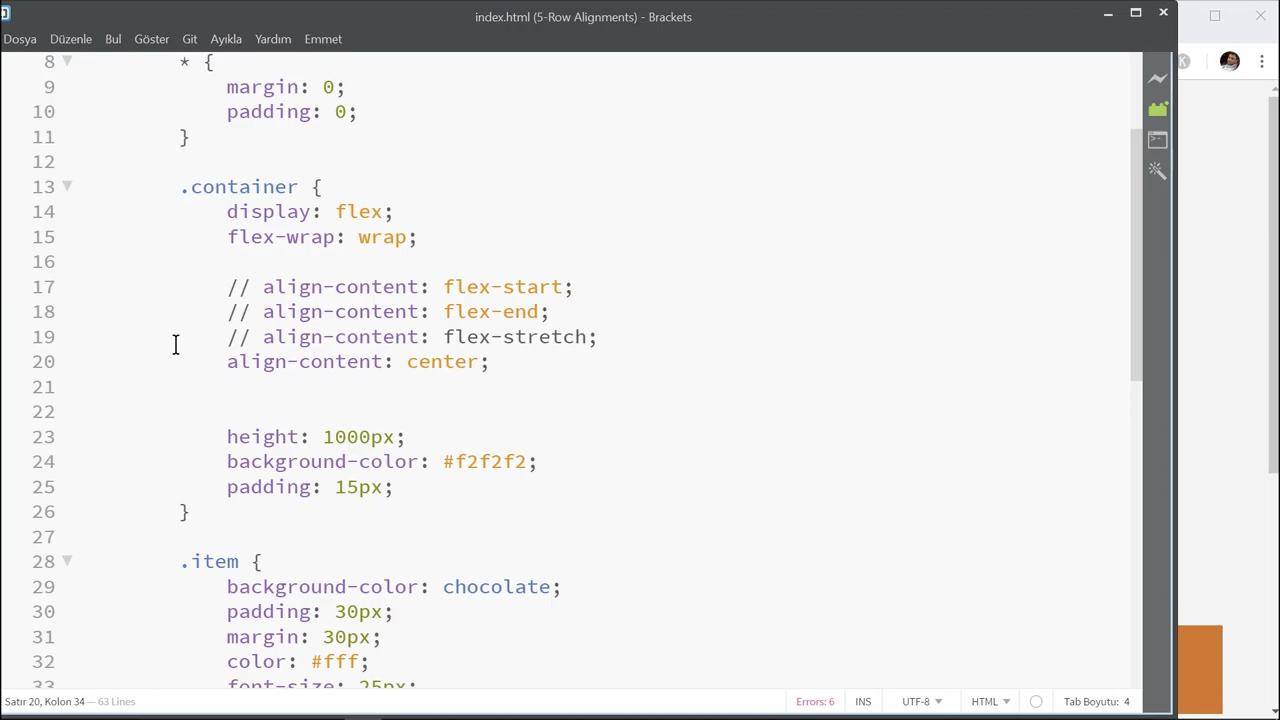 index.html (5-Row Alignments) - Brackets
Dosya Düzenle Bul Göster Git Ayıkla Yardım Emmet
8 * {
9 margin: 0;
10 padding: 0;
11 }
12
13 .container {
14 display: flex;
15 flex-wrap: wrap;
16
17 // align-content: flex-start;
18 // align-content: flex-end;
19 // align-content: flex-stretch;
20 align-content: center;
21
22
23 height: 1000px;
24 background-color: #f2f2f2;
25 padding: 15px;
26 }
27
28 .item {
29 background-color: chocolate;
30 padding: 30px;
31 margin: 30px;
32 color: #fff;
33 font-size: 25px;
Satır 20, Kolon 34 — 63 Lines Errors: 6 INS UTF-8 HTML Tab Boyutu: 4